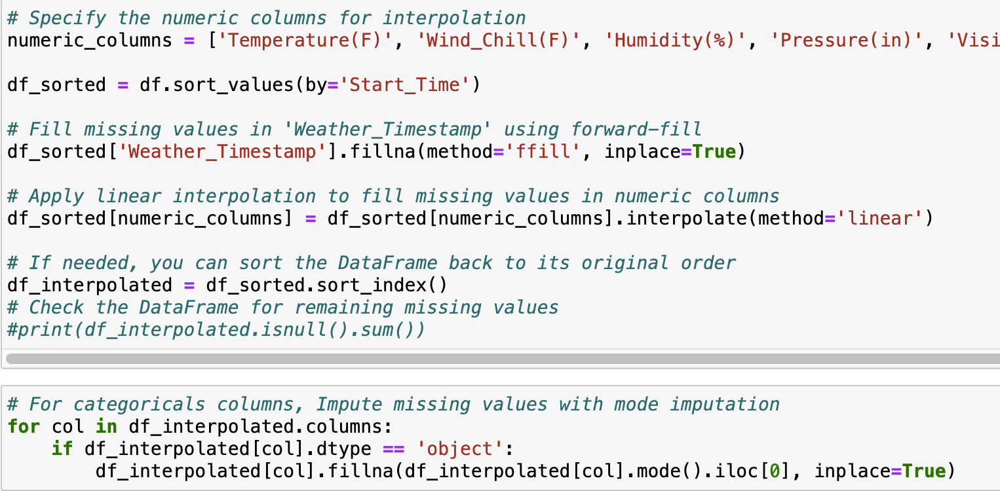 # Specify the numeric columns for interpolation
numeric_columns = ['Temperature(F)', 'Wind_Chill(F)', 'Humidity(%)', 'Pressure(in)', 'Visi
df_sorted = df.sort_values(by='Start_Time')
# Fill missing values in 'Weather_Timestamp' using forward-fill
df_sorted['Weather_Timestamp'].fillna(method='ffill', inplace=True)
# Apply linear interpolation to fill missing values in numeric columns
df_sorted[numeric_columns] = df_sorted[numeric_columns].interpolate(method='linear')
# If needed, you can sort the DataFrame back to its original order
df_interpolated = df_sorted.sort_index()
# Check the DataFrame for remaining missing values
#print(df_interpolated.isnull().sum())
# For categoricals columns, Impute missing values with mode imputation
for col in df_interpolated.columns:
    if df_interpolated[col].dtype == 'object':
        df_interpolated[col].fillna(df_interpolated[col].mode().iloc[0], inplace=True)